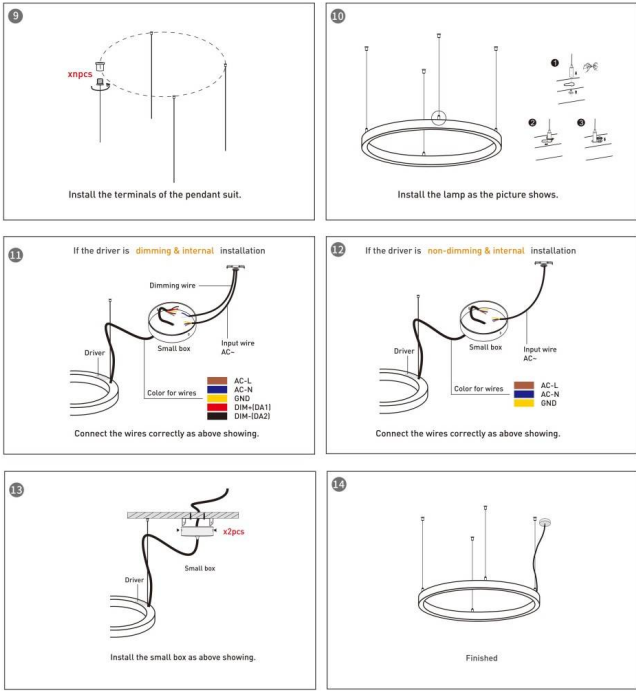 9
xnpcs
Install the terminals of the pendant suit.
10
1
2
3
Install the lamp as the picture shows.
11
If the driver is dimming & internal installation
Dimming wire
Driver
Small box
Input wire
AC~
Color for wires
AC-L
AC-N
GND
DIM+(DA1)
DIM-(DA2)
Connect the wires correctly as above showing.
12
If the driver is non-dimming & internal installation
Driver
Small box
Input wire
AC~
Color for wires
AC-L
AC-N
GND
Connect the wires correctly as above showing.
13
x2pcs
Small box
Driver
Install the small box as above showing.
14
Finished